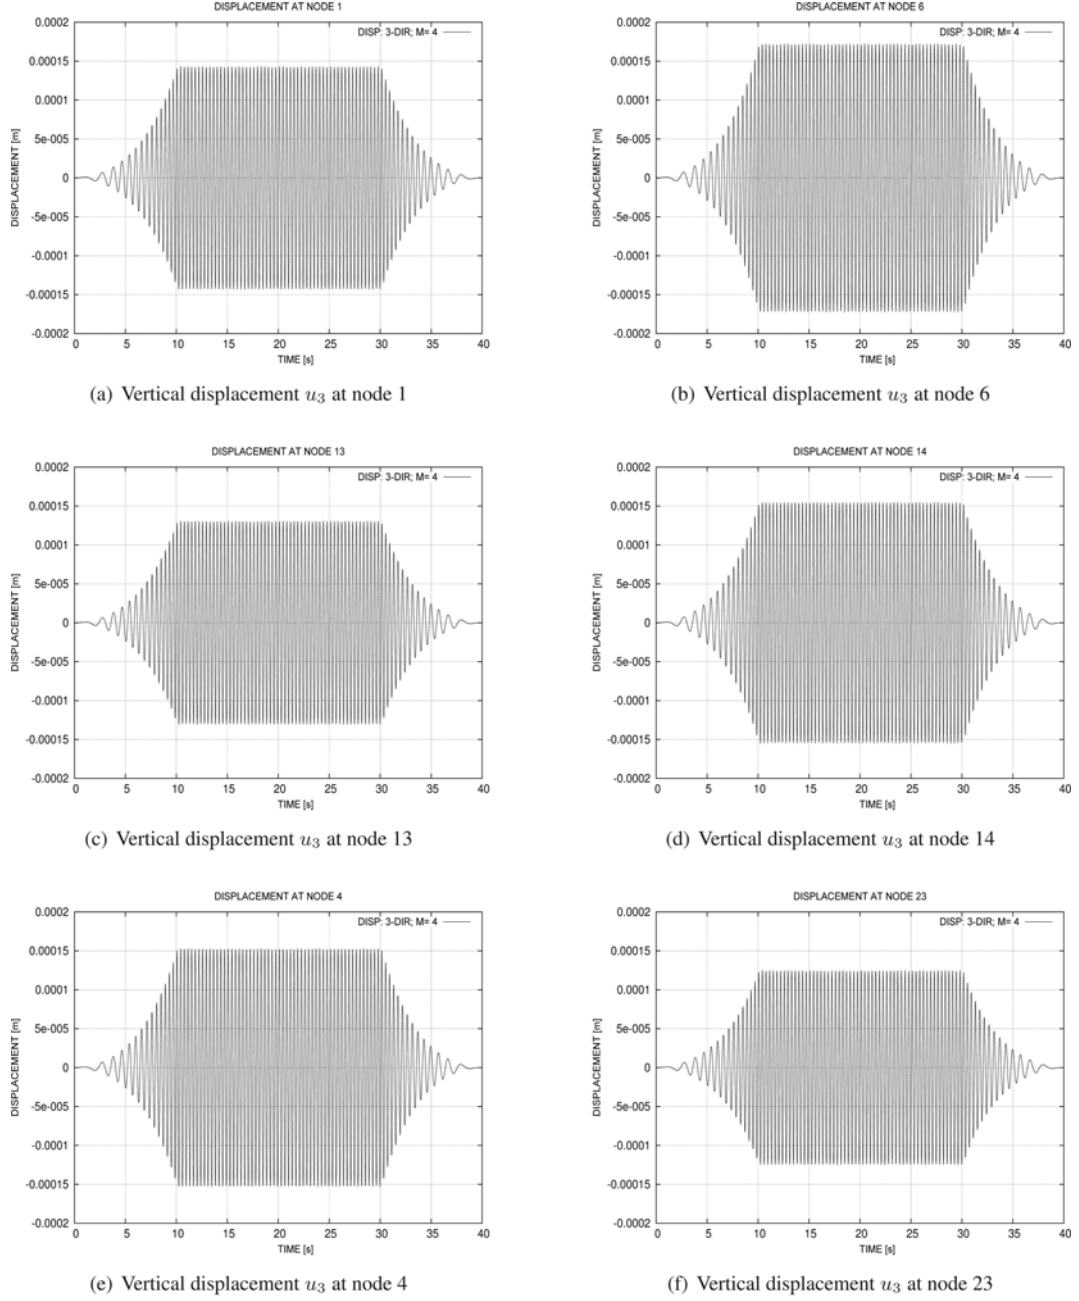 DISPLACEMENT AT NODE 1
DISP: 3-DIR; M= 4
0.0002
0.00015
0.0001
5e-005
0
-5e-005
-0.0001
-0.00015
-0.0002
DISPLACEMENT [m]
0 5 10 15 20 25 30 35 40
TIME [s]
(a) Vertical displacement u₃ at node 1
DISPLACEMENT AT NODE 6
DISP: 3-DIR; M= 4
0.0002
0.00015
0.0001
5e-005
0
-5e-005
-0.0001
-0.00015
-0.0002
DISPLACEMENT [m]
0 5 10 15 20 25 30 35 40
TIME [s]
(b) Vertical displacement u₃ at node 6
DISPLACEMENT AT NODE 13
DISP: 3-DIR; M= 4
0.0002
0.00015
0.0001
5e-005
0
-5e-005
-0.0001
-0.00015
-0.0002
DISPLACEMENT [m]
0 5 10 15 20 25 30 35 40
TIME [s]
(c) Vertical displacement u₃ at node 13
DISPLACEMENT AT NODE 14
DISP: 3-DIR; M= 4
0.0002
0.00015
0.0001
5e-005
0
-5e-005
-0.0001
-0.00015
-0.0002
DISPLACEMENT [m]
0 5 10 15 20 25 30 35 40
TIME [s]
(d) Vertical displacement u₃ at node 14
DISPLACEMENT AT NODE 4
DISP: 3-DIR; M= 4
0.0002
0.00015
0.0001
5e-005
0
-5e-005
-0.0001
-0.00015
-0.0002
DISPLACEMENT [m]
0 5 10 15 20 25 30 35 40
TIME [s]
(e) Vertical displacement u₃ at node 4
DISPLACEMENT AT NODE 23
DISP: 3-DIR; M= 4
0.0002
0.00015
0.0001
5e-005
0
-5e-005
-0.0001
-0.00015
-0.0002
DISPLACEMENT [m]
0 5 10 15 20 25 30 35 40
TIME [s]
(f) Vertical displacement u₃ at node 23